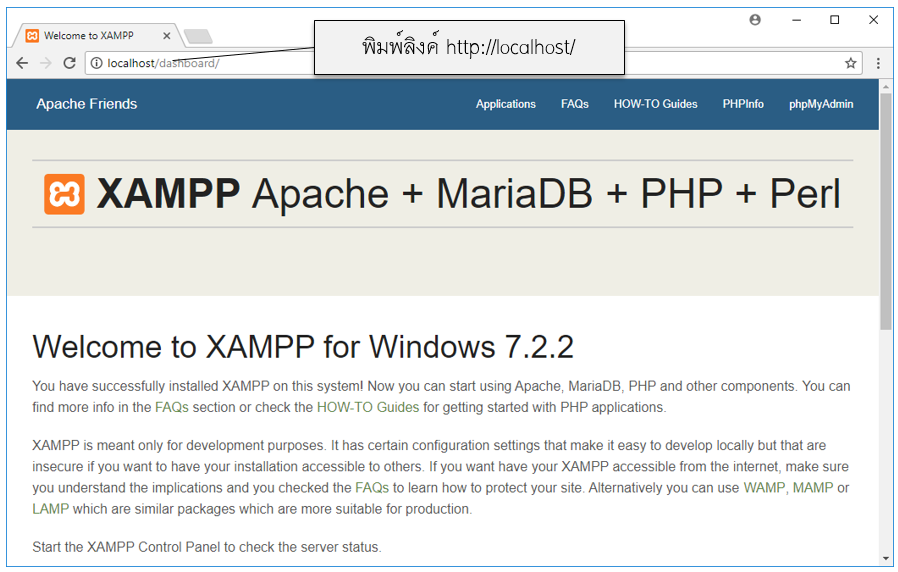 Welcome to XAMPP
พิมพ์ลิงค์ http://localhost/
localhost/dashboard/
Apache Friends
Applications
FAQs
HOW-TO Guides
PHPInfo
phpMyAdmin
XAMPP Apache + MariaDB + PHP + Perl
Welcome to XAMPP for Windows 7.2.2
You have successfully installed XAMPP on this system! Now you can start using Apache, MariaDB, PHP and other components. You can
find more info in the FAQs section or check the HOW-TO Guides for getting started with PHP applications.
XAMPP is meant only for development purposes. It has certain configuration settings that make it easy to develop locally but that are
insecure if you want to have your installation accessible to others. If you want have your XAMPP accessible from the internet, make sure
you understand the implications and you checked the FAQs to learn how to protect your site. Alternatively you can use WAMP, MAMP or
LAMP which are similar packages which are more suitable for production.
Start the XAMPP Control Panel to check the server status.